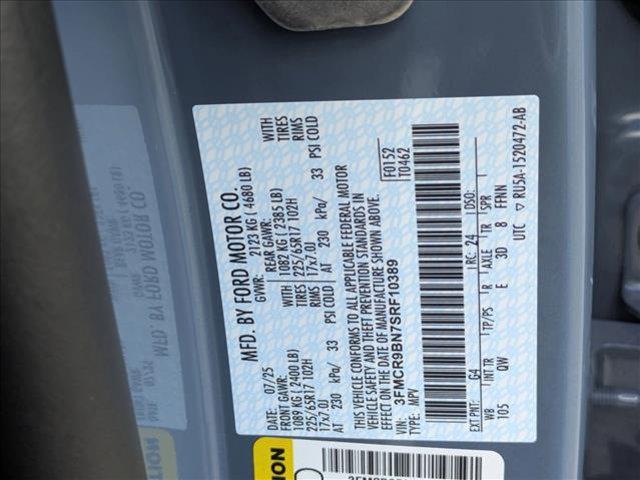 MFD. BY FORD MOTOR CO.
07/25 GVWR: 2123 KG ( 4680 LB)
FRONT GAWR: REAR GAWR:
1089 KG ( 2400 LB) 1082 KG ( 2385 LB) WITH
225/65R17 102H 225/65R17 102H TIRES
17x7.0J 17x7.0J RIMS
AT 230 kPa/ 33 PSI COLD AT 230 kPa/ 33 PSI COLD
WITH
TIRES
RIMS
THIS VEHICLE CONFORMS TO ALL APPLICABLE FEDERAL MOTOR
VEHICLE SAFETY AND THEFT PREVENTION STANDARDS
IN EFFECT ON THE DATE OF MANUFACTURE SHOWN ABOVE.
VIN: 3FMCR9BN7SRF10389
TYPE: MPV
F0152
T0462
EXT PNT: G4 RC: 24 DSO:
WB INT TR TP/PS R AXLE TR SPR
105 QW E 3D 8 FFNIN
UTC RU5A-1520472-AB